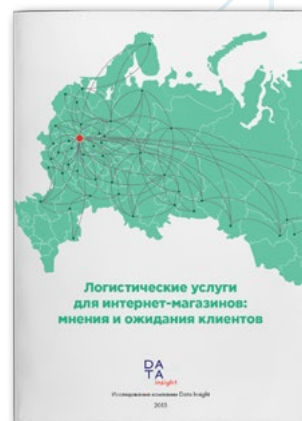 Логистические услуги
для интернет-магазинов:
мнения и ожидания клиентов
DA
TA
insight
Исследование компании Data Insight
2015